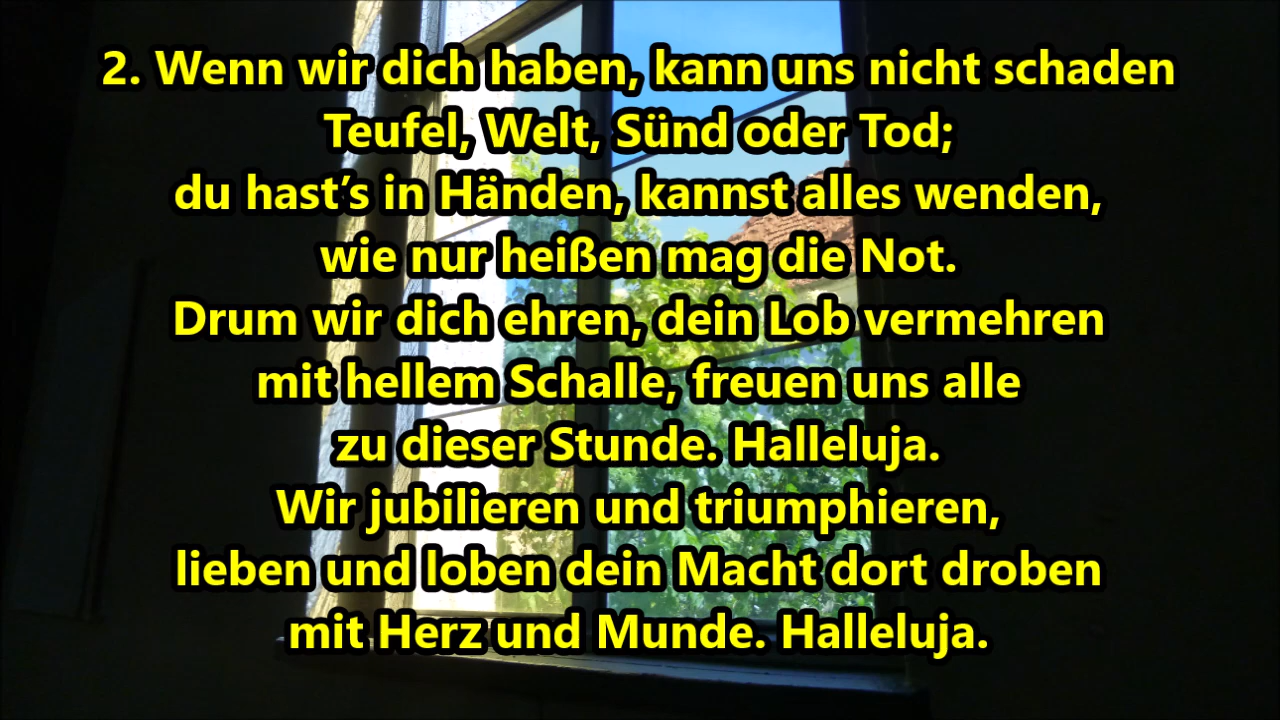 2. Wenn wir dich haben, kann uns nicht schaden
Teufel, Welt, Sünd oder Tod;
du hast’s in Händen, kannst alles wenden,
wie nur heißen mag die Not.
Drum wir dich ehren, dein Lob vermehren
mit hellem Schalle, freuen uns alle
zu dieser Stunde. Halleluja.
Wir jubilieren und triumphieren,
lieben und loben dein Macht dort droben
mit Herz und Munde. Halleluja.